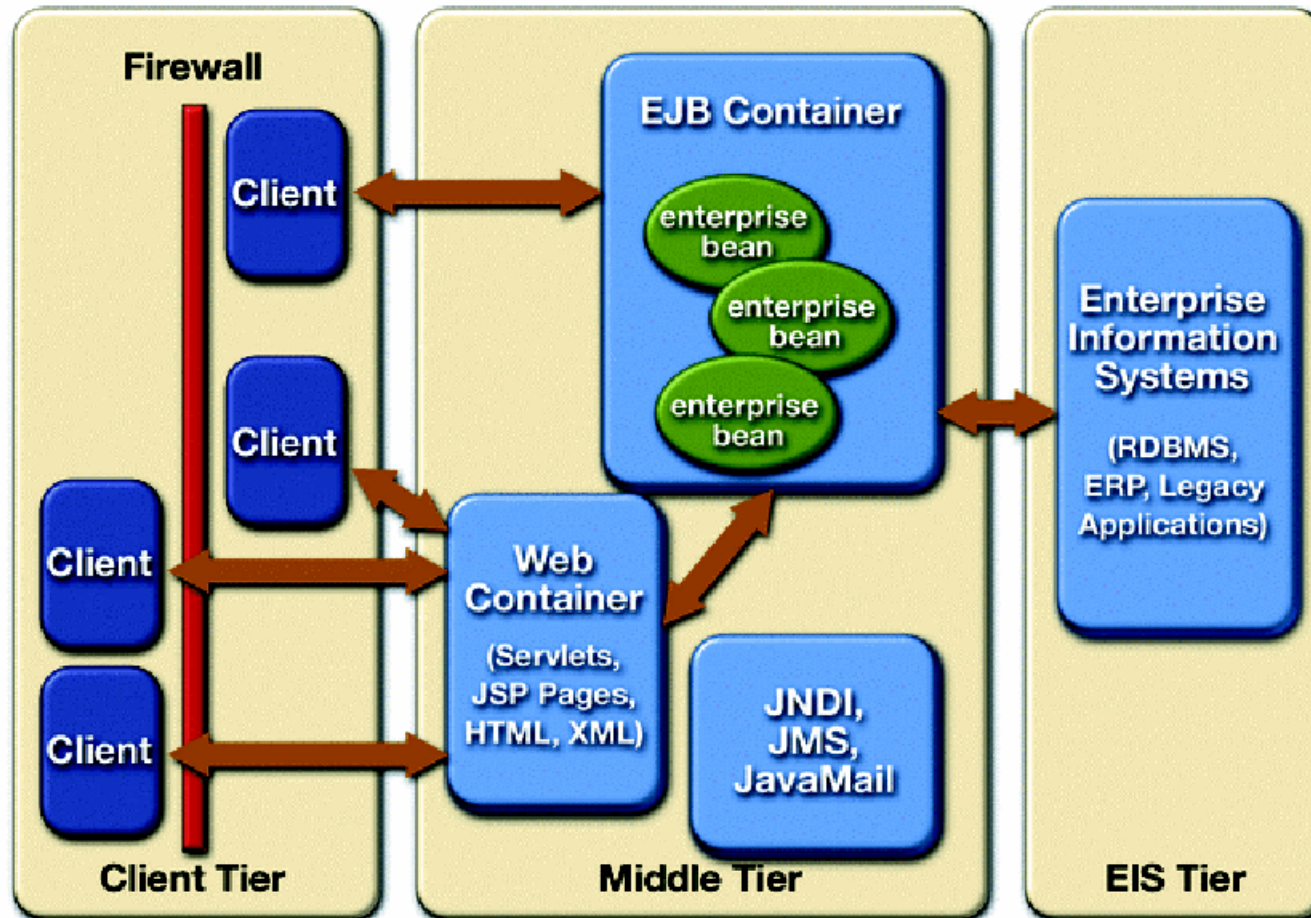 Firewall
Client
Client
Client
Client
Client Tier
EJB Container
enterprise
bean
enterprise
bean
enterprise
bean
Web
Container
(Servlets,
JSP Pages,
HTML, XML)
JNDI,
JMS,
JavaMail
Middle Tier
Enterprise
Information
Systems
(RDBMS,
ERP, Legacy
Applications)
EIS Tier